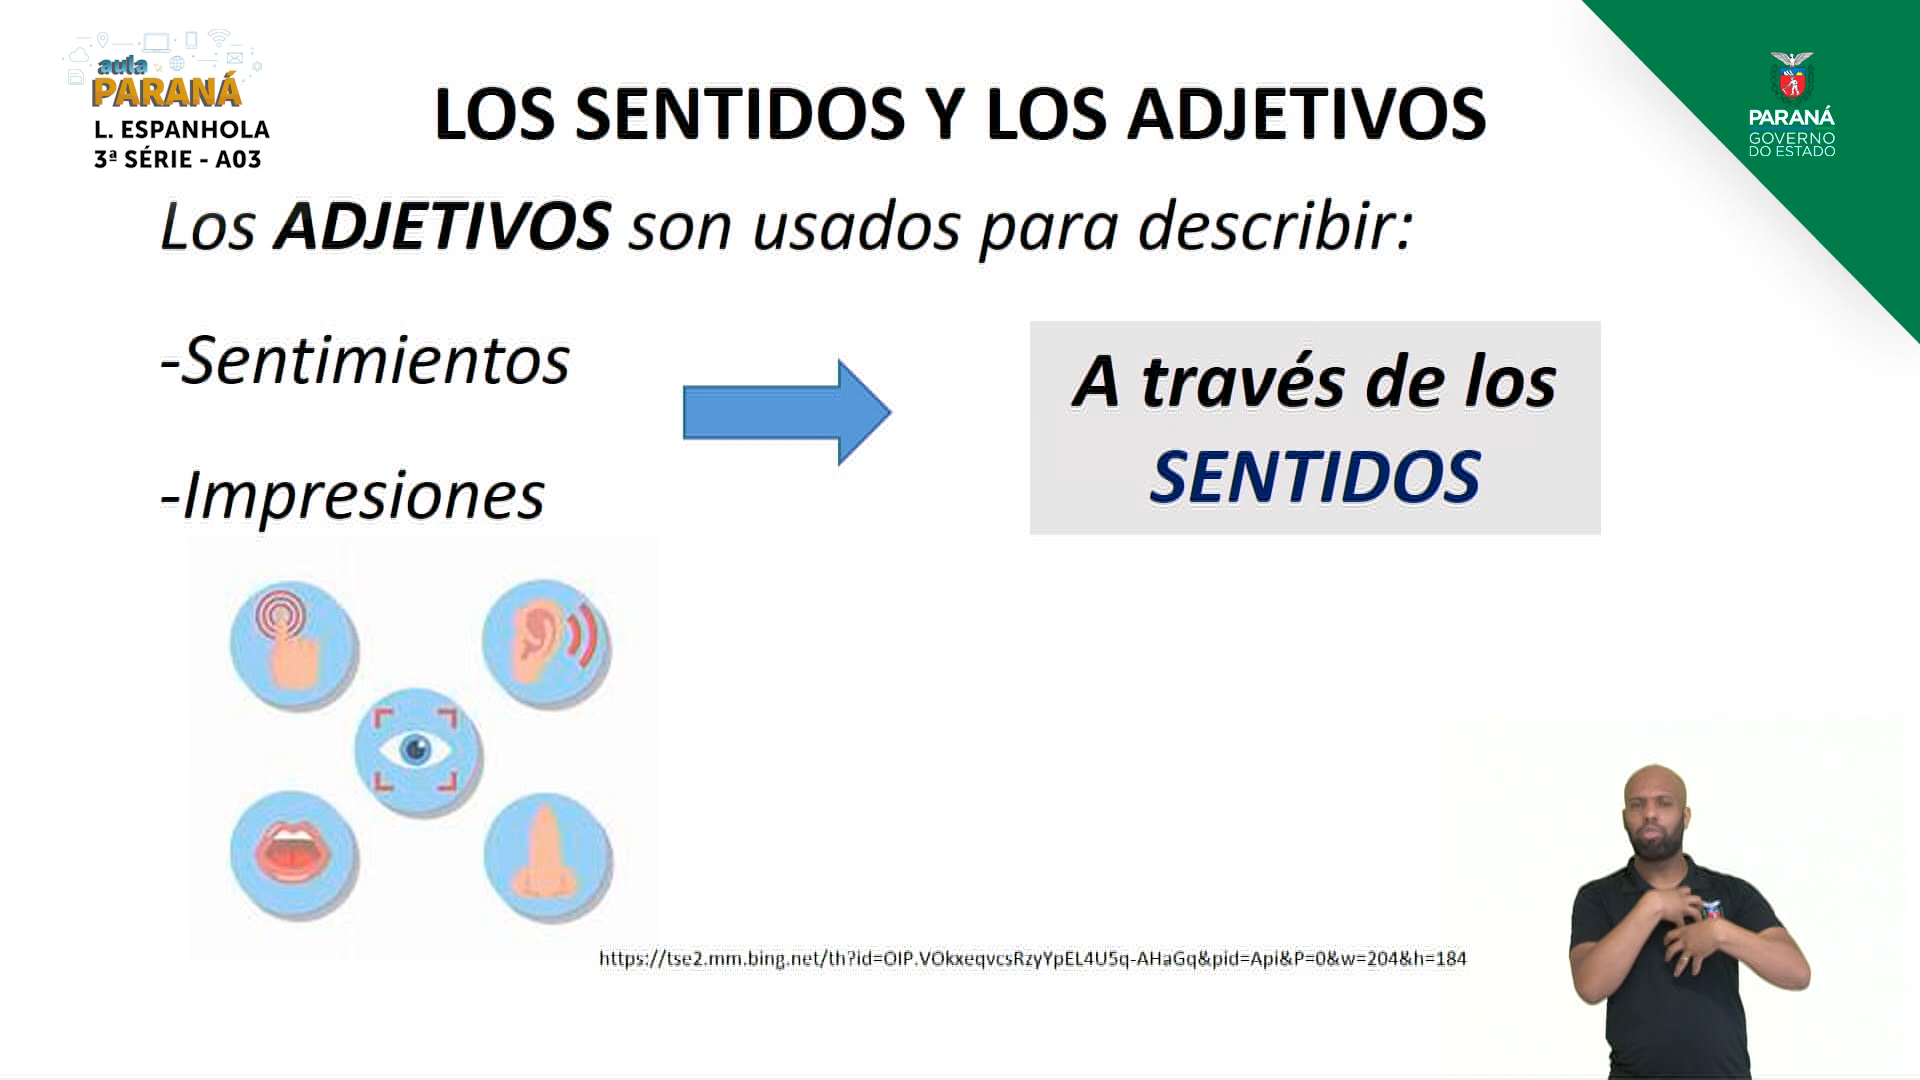 aula
PARANÁ
L. ESPANHOLA
3ª SÉRIE - A03
LOS SENTIDOS Y LOS ADJETIVOS
PARANÁ
GOVERNO
DO ESTADO
Los ADJETIVOS son usados para describir:
-Sentimientos
-Impresiones
A través de los
SENTIDOS
https://tse2.mm.bing.net/th?id=OIP.VOkxeqvcsRzyYpEL4U5q-AHaGq&pid=Api&P=0&w=204&h=184